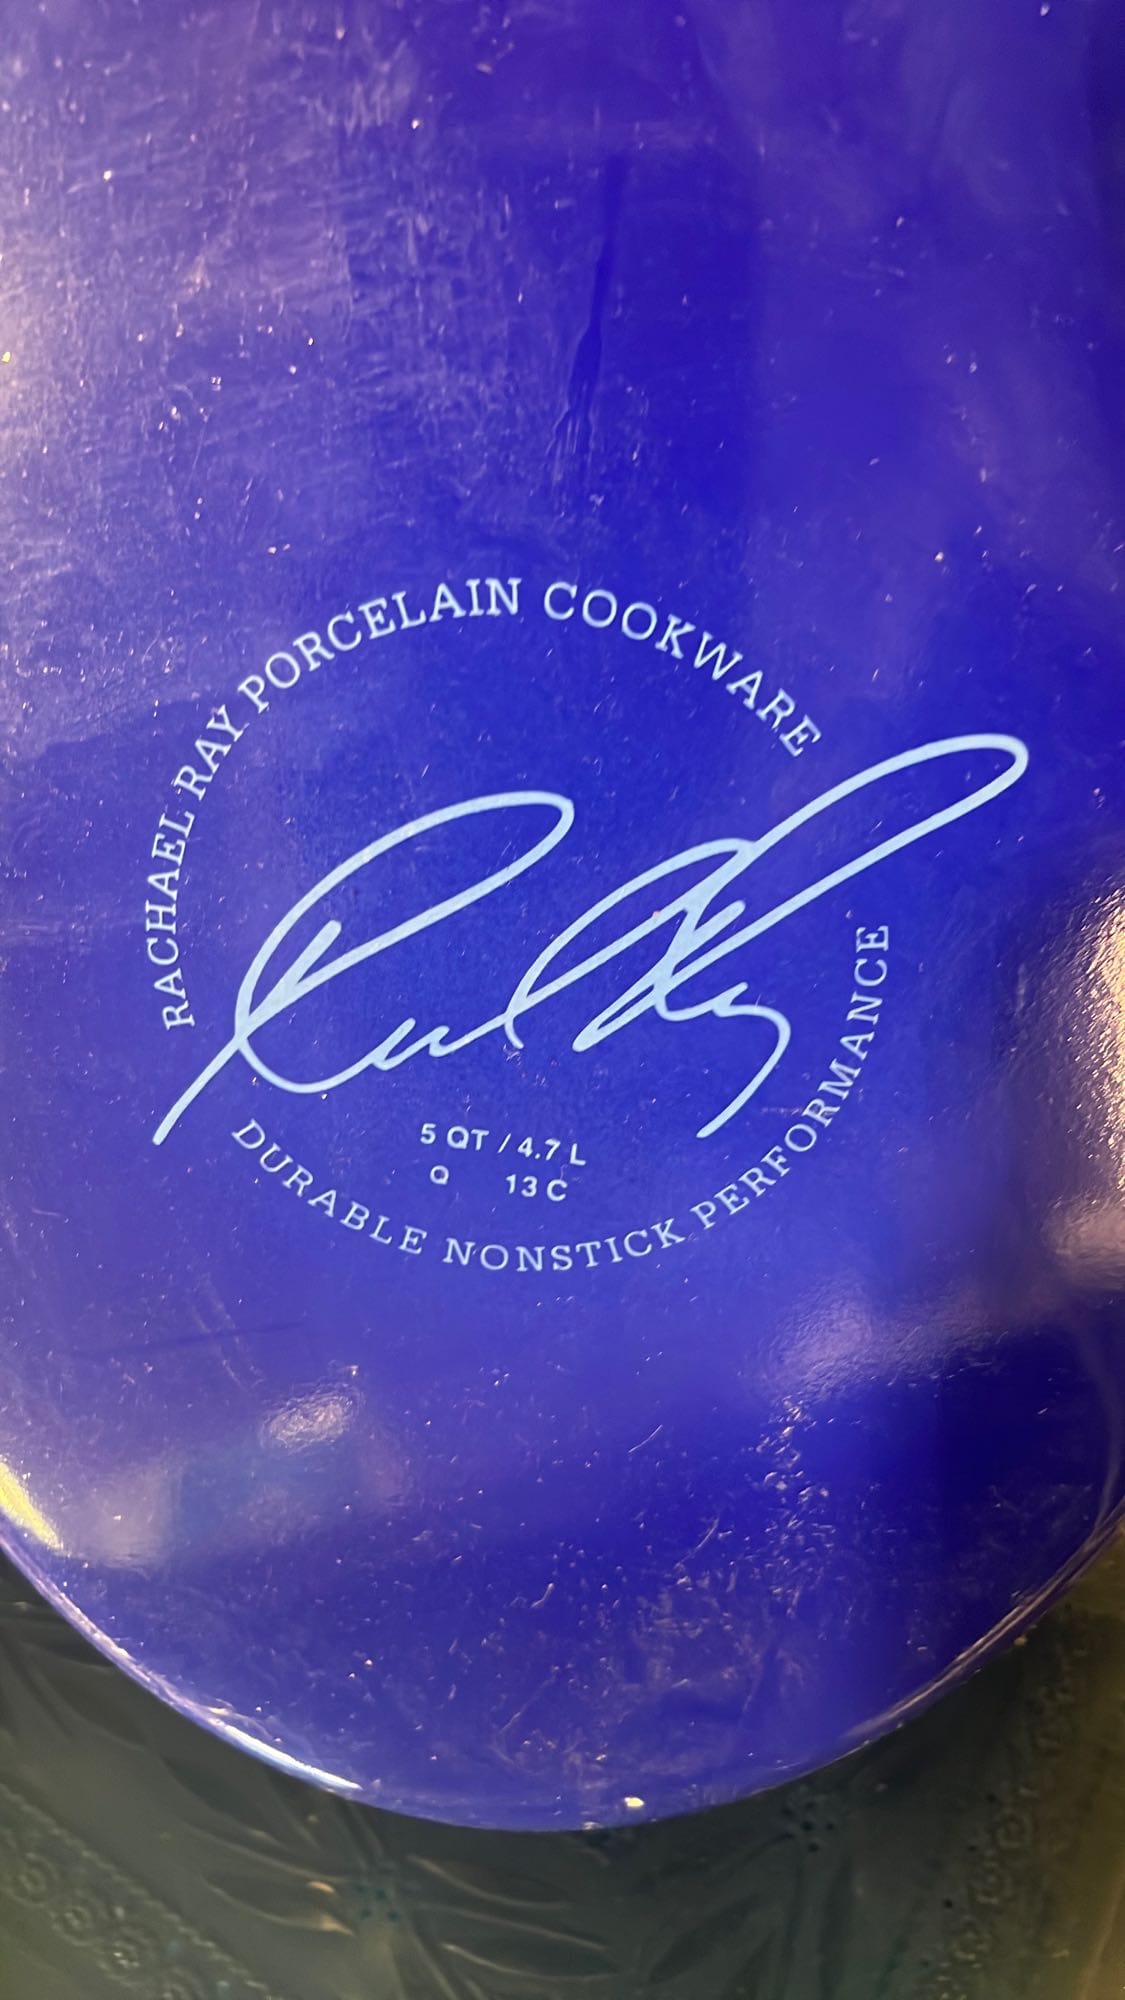 RACHAEL RAY PORCELAIN COOKWARE
5 QT / 4.7 L
Q 13 C
DURABLE NONSTICK PERFORMANCE